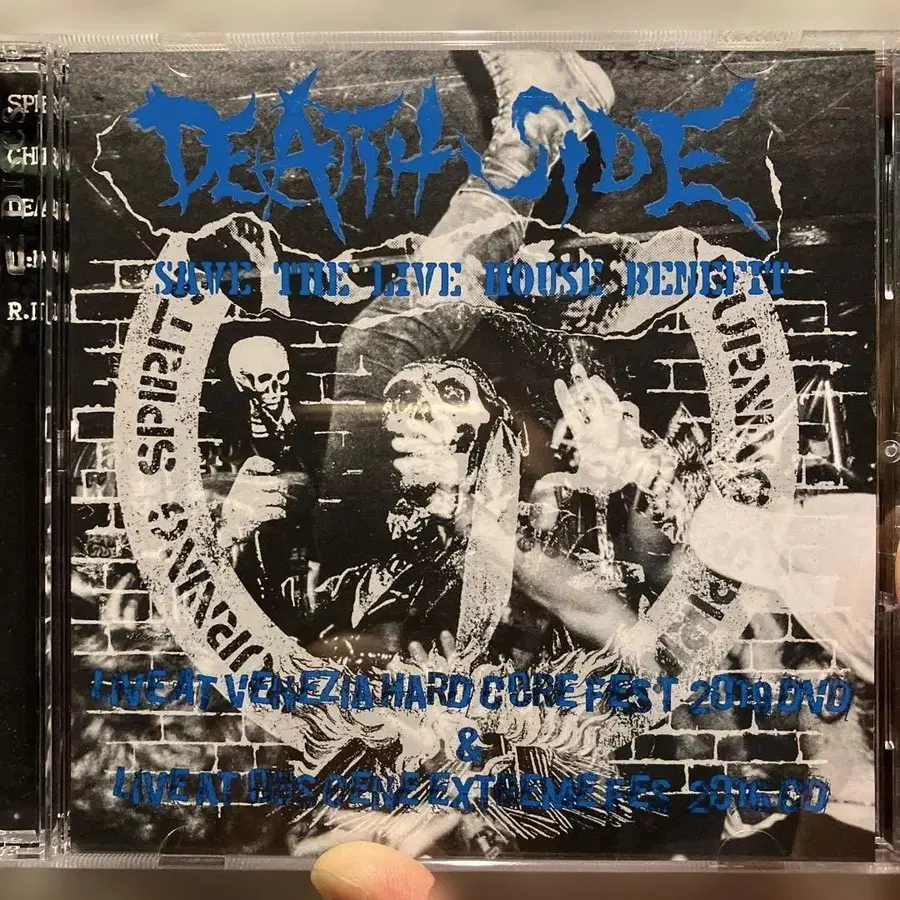 DEATH SIDE
SAVE THE LIVE HOUSE BENEFIT
SPIRIT
LIVE AT VENEZIA HARD CORE FEST 2019 DVD
&
LIVE AT OBSCENE EXTREME FES 2016 CD